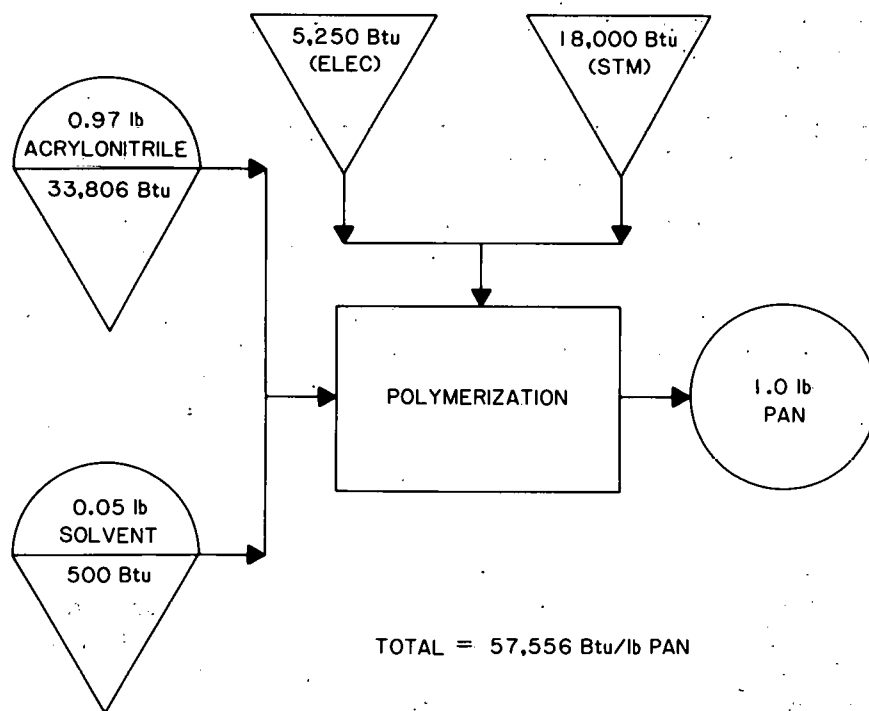 5,250 Btu
(ELEC)
18,000 Btu
(STM)
0.97 lb
ACRYLONITRILE
33,806 Btu
POLYMERIZATION
1.0 lb
PAN
0.05 lb
SOLVENT
500 Btu
TOTAL = 57,556 Btu/lb PAN